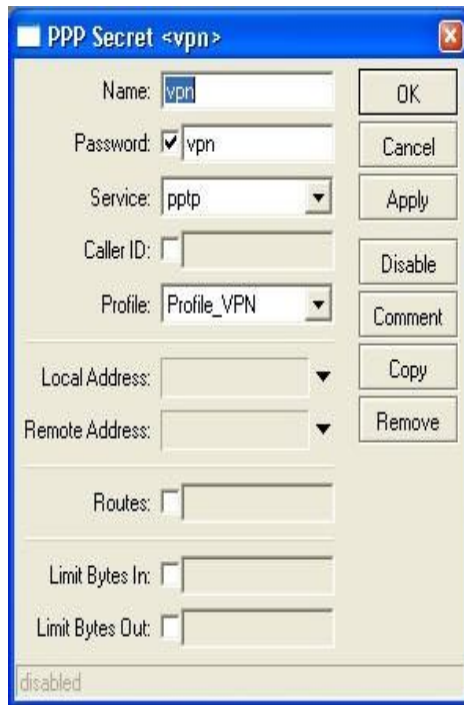 PPP Secret <vpn>
Name: vpn
OK
Password: vpn
Cancel
Service: pptp
Apply
Caller ID:
Disable
Profile: Profile_VPN
Comment
Local Address:
Copy
Remote Address:
Remove
Routes:
Limit Bytes In:
Limit Bytes Out:
disabled